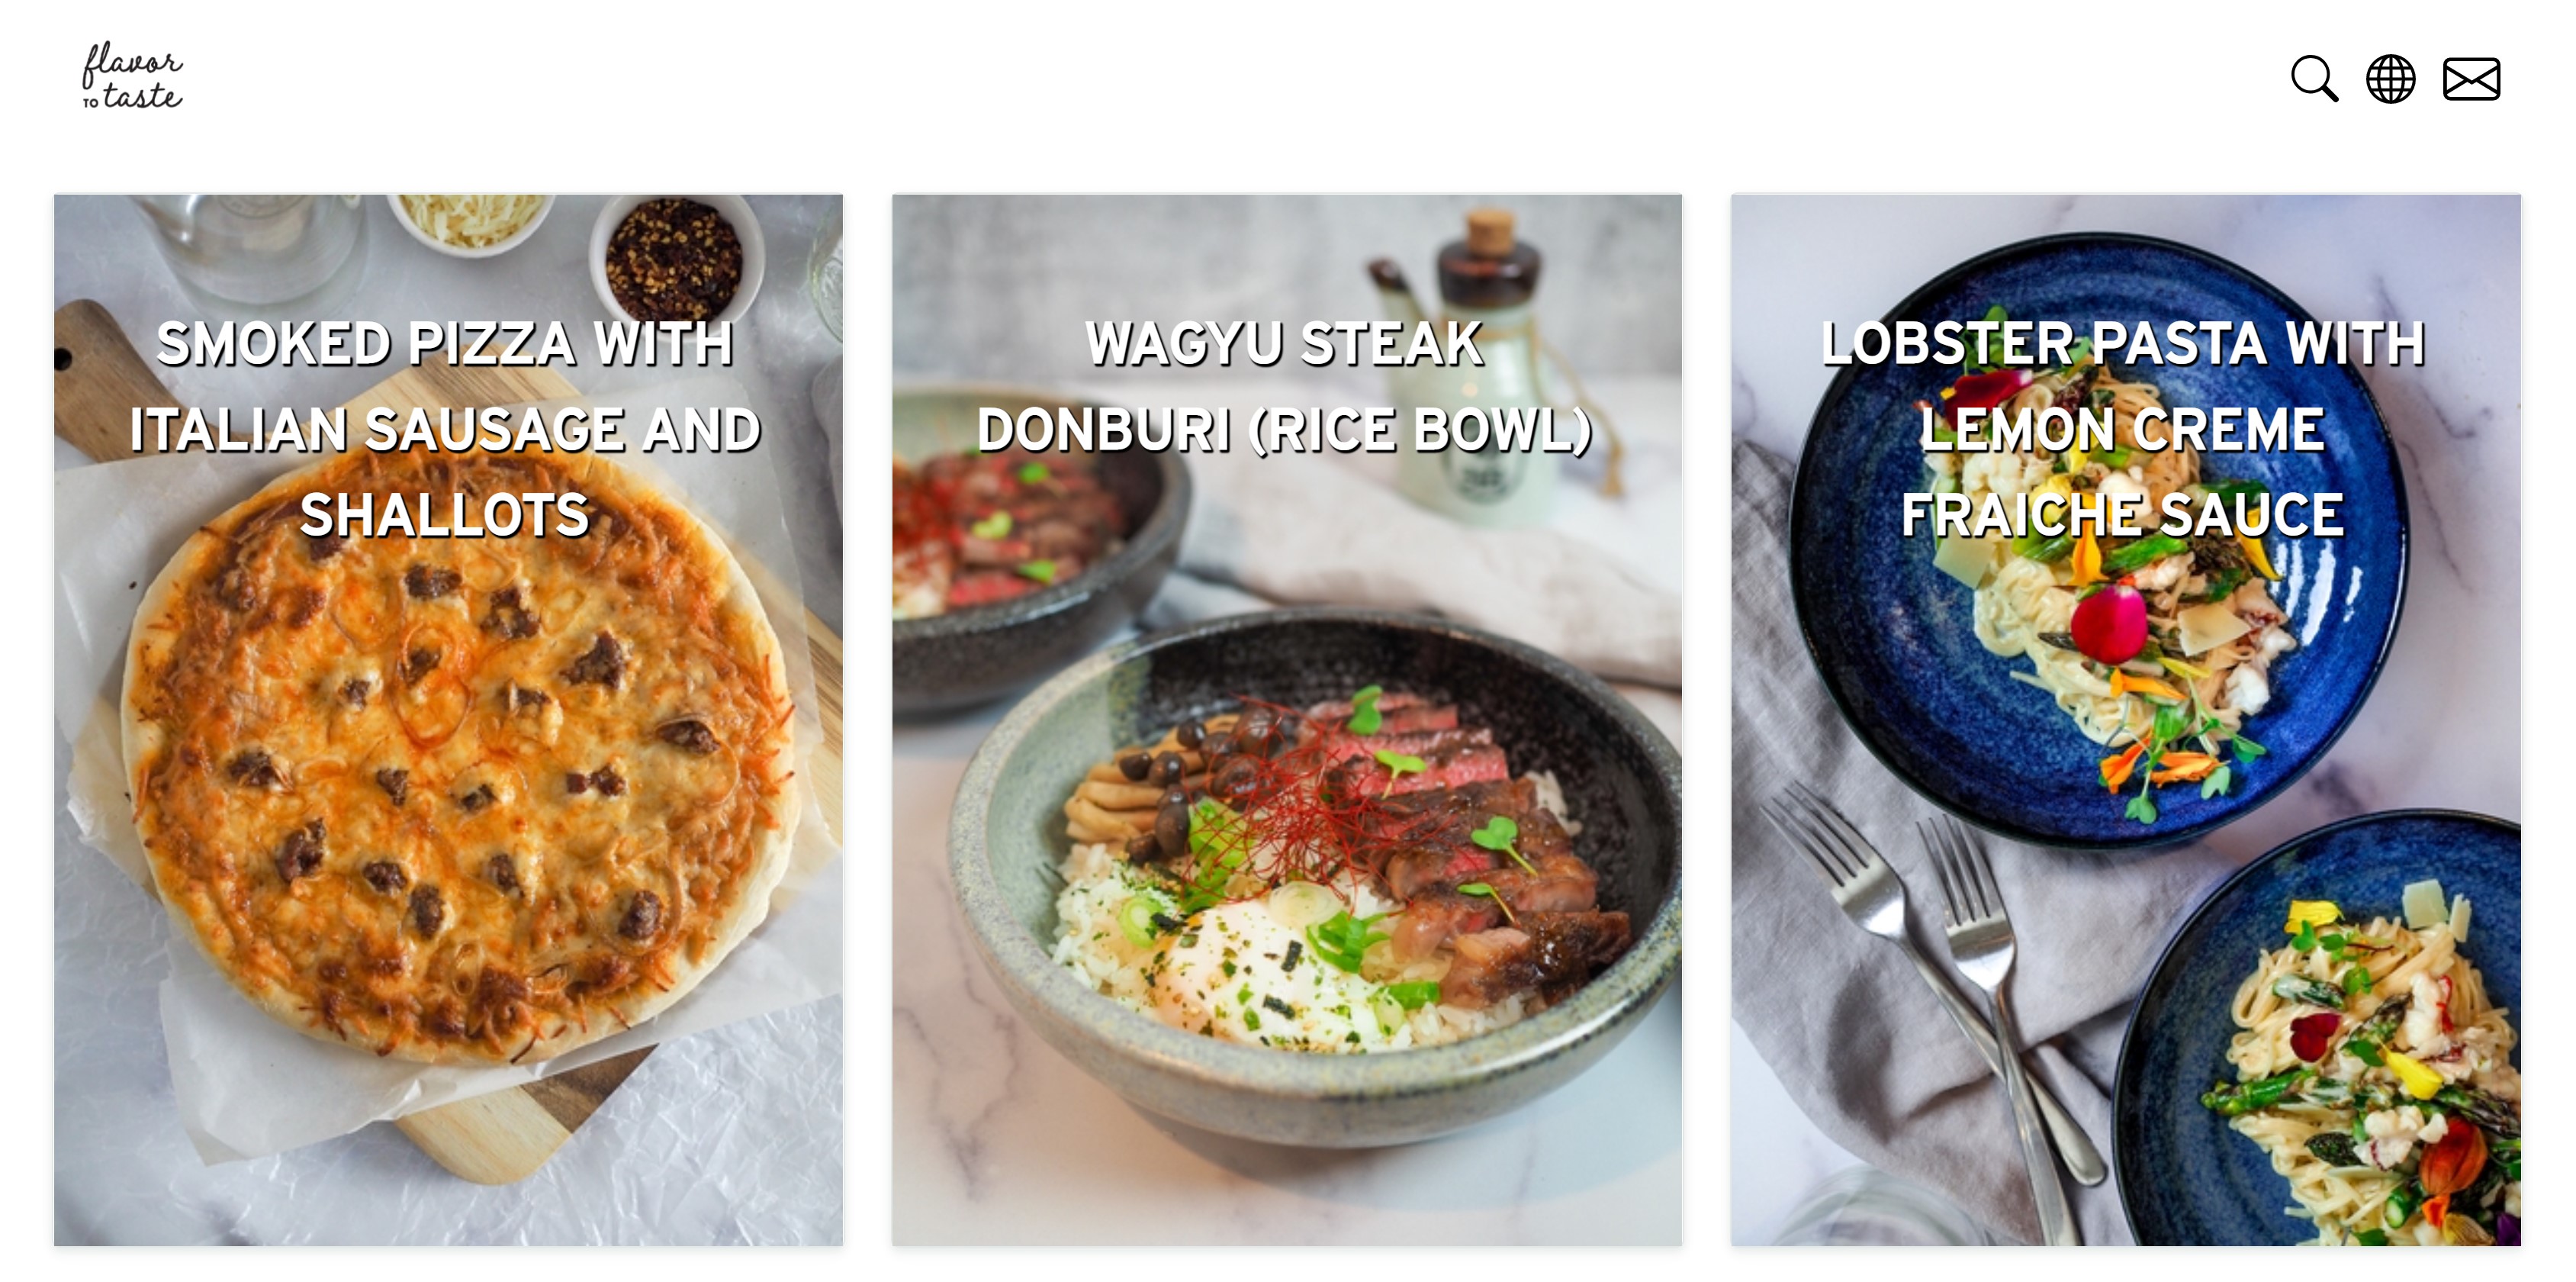 flavor
TO taste
SMOKED PIZZA WITH
ITALIAN SAUSAGE AND
SHALLOTS
WAGYU STEAK
DONBURI (RICE BOWL)
LOBSTER PASTA WITH
LEMON CREME
FRAICHE SAUCE